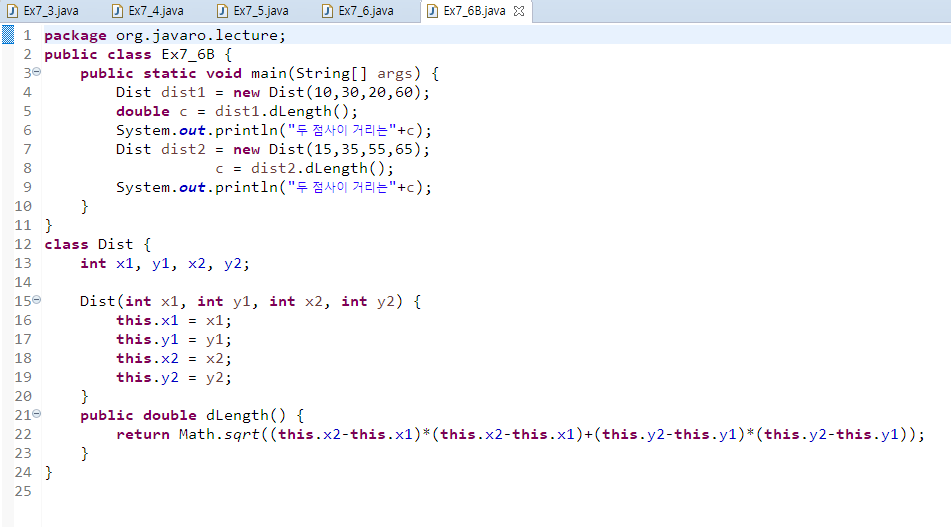 Ex7_3.java Ex7_4.java Ex7_5.java Ex7_6.java Ex7_6B.java
1 package org.javaro.lecture;
2 public class Ex7_6B {
3 public static void main(String[] args) {
4 Dist dist1 = new Dist(10,30,20,60);
5 double c = dist1.dLength();
6 System.out.println("두 점사이 거리는"+c);
7 Dist dist2 = new Dist(15,35,55,65);
8 c = dist2.dLength();
9 System.out.println("두 점사이 거리는"+c);
10 }
11 }
12 class Dist {
13 int x1, y1, x2, y2;
14
15 Dist(int x1, int y1, int x2, int y2) {
16 this.x1 = x1;
17 this.y1 = y1;
18 this.x2 = x2;
19 this.y2 = y2;
20 }
21 public double dLength() {
22 return Math.sqrt((this.x2-this.x1)*(this.x2-this.x1)+(this.y2-this.y1)*(this.y2-this.y1));
23 }
24 }
25